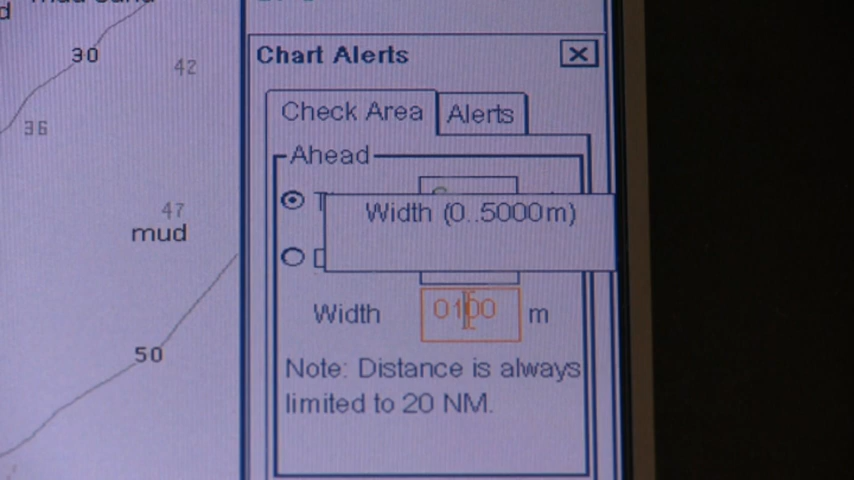 30
42
36
47
mud
50
Chart Alerts
Check Area
Alerts
Ahead
Width (0..5000m)
Width 0100 m
Note: Distance is always
limited to 20 NM.